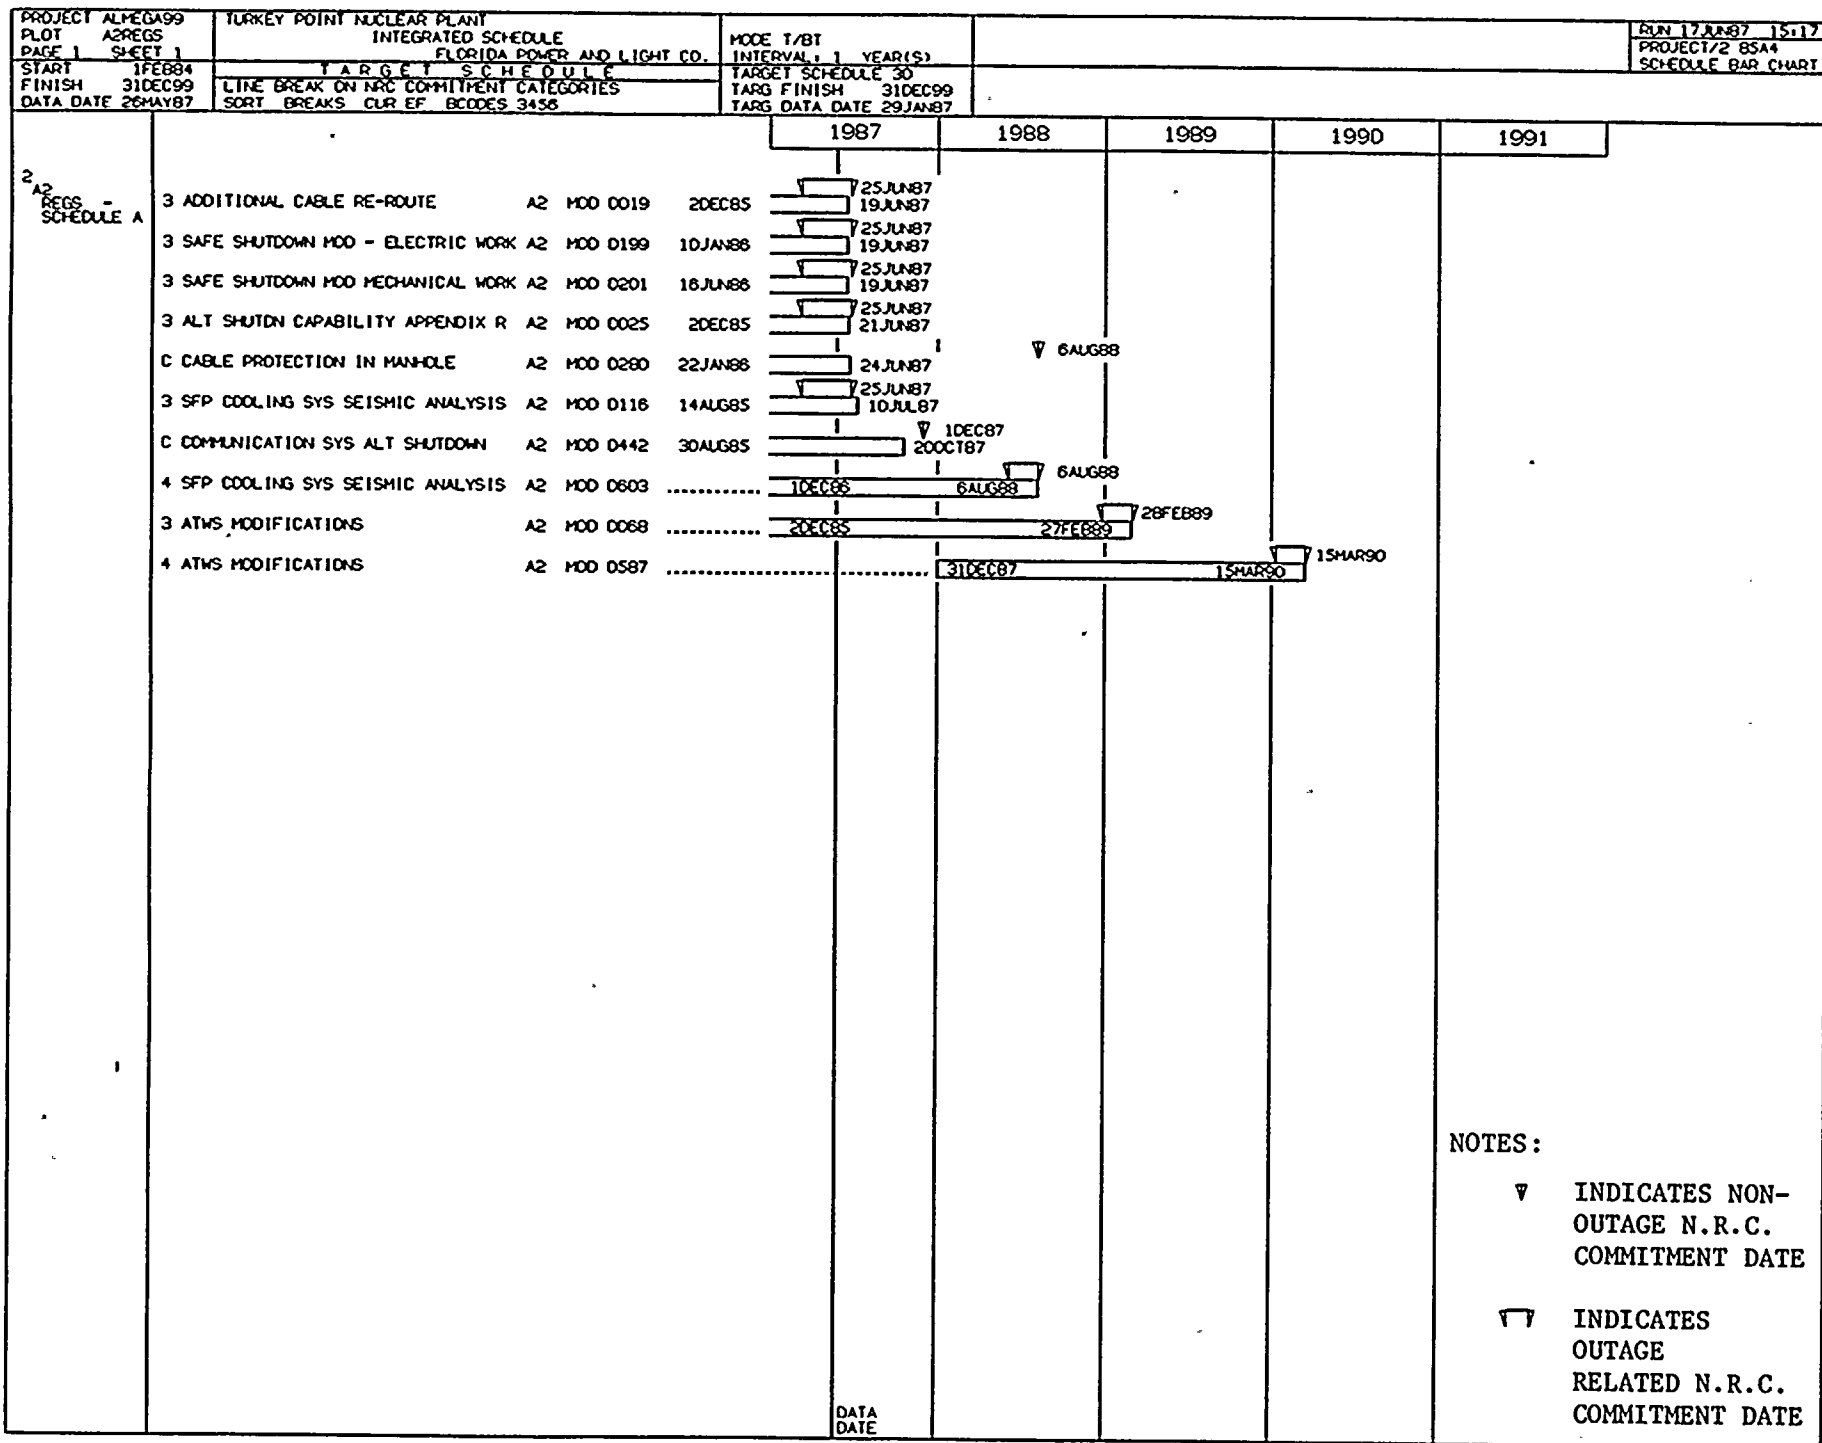 PROJECT ALMEGA99
PLOT A2REGS
PAGE 1 SHEET 1
START 1FEB84
FINISH 31DEC99
DATA DATE 26MAY87
TURKEY POINT NUCLEAR PLANT
INTEGRATED SCHEDULE
FLORIDA POWER AND LIGHT CO.
TARGET SCHEDULE
LINE BREAK ON NRC COMMITMENT CATEGORIES
SORT BREAKS CUR EF BCODES 3456
MODE T/BT
INTERVAL: 1 YEAR(S)
TARGET SCHEDULE 30
TARG FINISH 31DEC99
TARG DATA DATE 29JAN87
RUN 17JUN87 15:17
PROJECT/2 85A4
SCHEDULE BAR CHART
1987 1988 1989 1990 1991
2
A2
REGS -
SCHEDULE A
25JUN87
3 ADDITIONAL CABLE RE-ROUTE A2 MOD 0019 2DEC85 19JUN87
25JUN87
3 SAFE SHUTDOWN MOD - ELECTRIC WORK A2 MOD 0199 10JAN86 19JUN87
25JUN87
3 SAFE SHUTDOWN MOD MECHANICAL WORK A2 MOD 0201 16JUN86 19JUN87
25JUN87
3 ALT SHUTDN CAPABILITY APPENDIX R A2 MOD 0025 2DEC85 21JUN87
6AUG88
C CABLE PROTECTION IN MANHOLE A2 MOD 0280 22JAN86 24JUN87
25JUN87
3 SFP COOLING SYS SEISMIC ANALYSIS A2 MOD 0116 14AUG85 10JUL87
1DEC87
C COMMUNICATION SYS ALT SHUTDOWN A2 MOD 0442 30AUG85 20OCT87
6AUG88
4 SFP COOLING SYS SEISMIC ANALYSIS A2 MOD 0603 ............ 1DEC86 6AUG88
28FEB89
3 ATWS MODIFICATIONS A2 MOD 0068 ............ 2DEC85 27FEB89
15MAR90
4 ATWS MODIFICATIONS A2 MOD 0587 ................................. 31DEC87 15MAR90
NOTES:
INDICATES NON-
OUTAGE N.R.C.
COMMITMENT DATE
INDICATES
OUTAGE
RELATED N.R.C.
COMMITMENT DATE
DATA
DATE